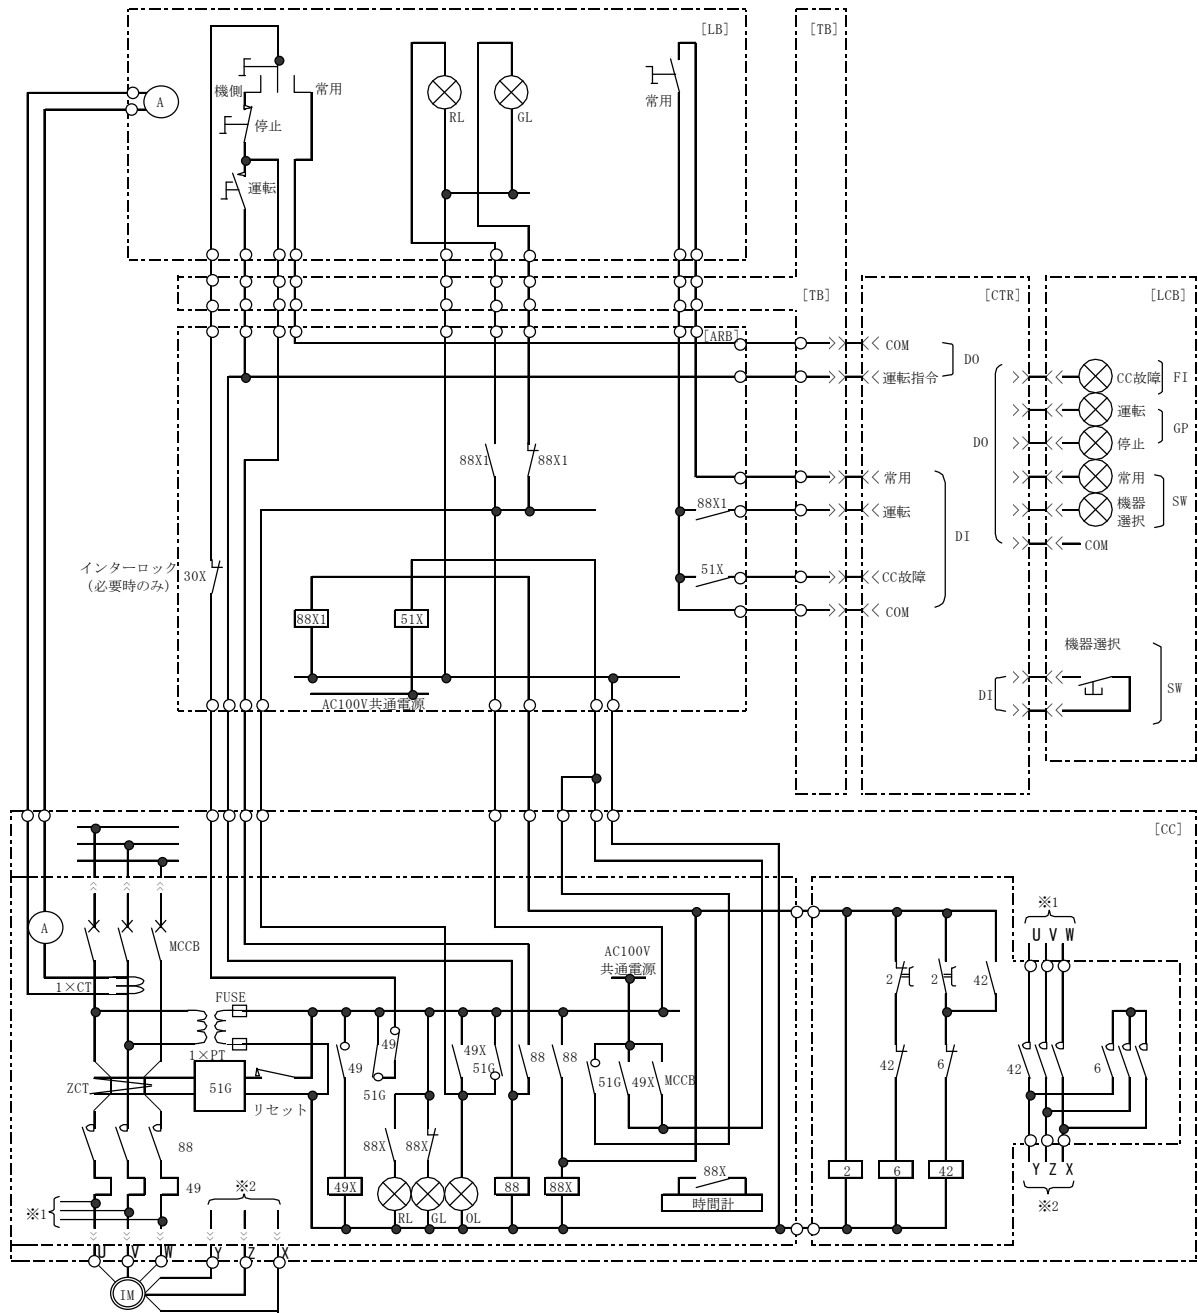 [LB]
[TB]
機側
常用
A
停止
運転
RL
GL
常用
[TB]
[CTR]
[LCB]
[ARB]
COM
DO
運転指令
CC故障
FI
運転
GP
DO
停止
88X1
88X1
常用
常用
SW
88X1
運転
機器
選択
DI
COM
インターロック
(必要時のみ)
30X
51X
CC故障
88X1
51X
COM
機器選択
DI
SW
AC100V共通電源
[CC]
※1
U V W
A
MCCB
AC100V
共通電源
2
2
42
1×CT
FUSE
1×PT
49
49
49X
51G
88
88
51G
49X
MCCB
42
6
42
6
ZCT
51G
リセット
51G
88
88X
88X
88X
Y Z X
2
6
42
49
※2
49X
88
88X
時間計
※2
※1
RL
GL
OL
U
V
W
Y
Z
X
IM